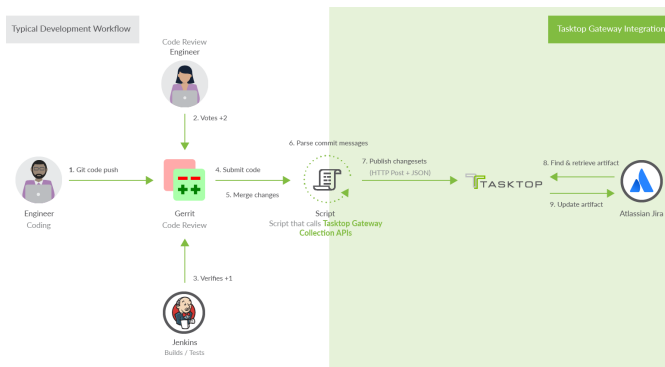 Typical Development Workflow
Tasktop Gateway Integration
Code Review
Engineer
2. Votes +2
6. Parse commit messages
1. Git code push
4. Submit code
5. Merge changes
7. Publish changesets
(HTTP Post + JSON)
TASKTOP
8. Find & retrieve artifact
9. Update artifact
Engineer
Coding
Gerrit
Code Review
Script
Script that calls Tasktop Gateway
Collection APIs
Atlassian Jira
3. Verifies +1
Jenkins
Builds / Tests